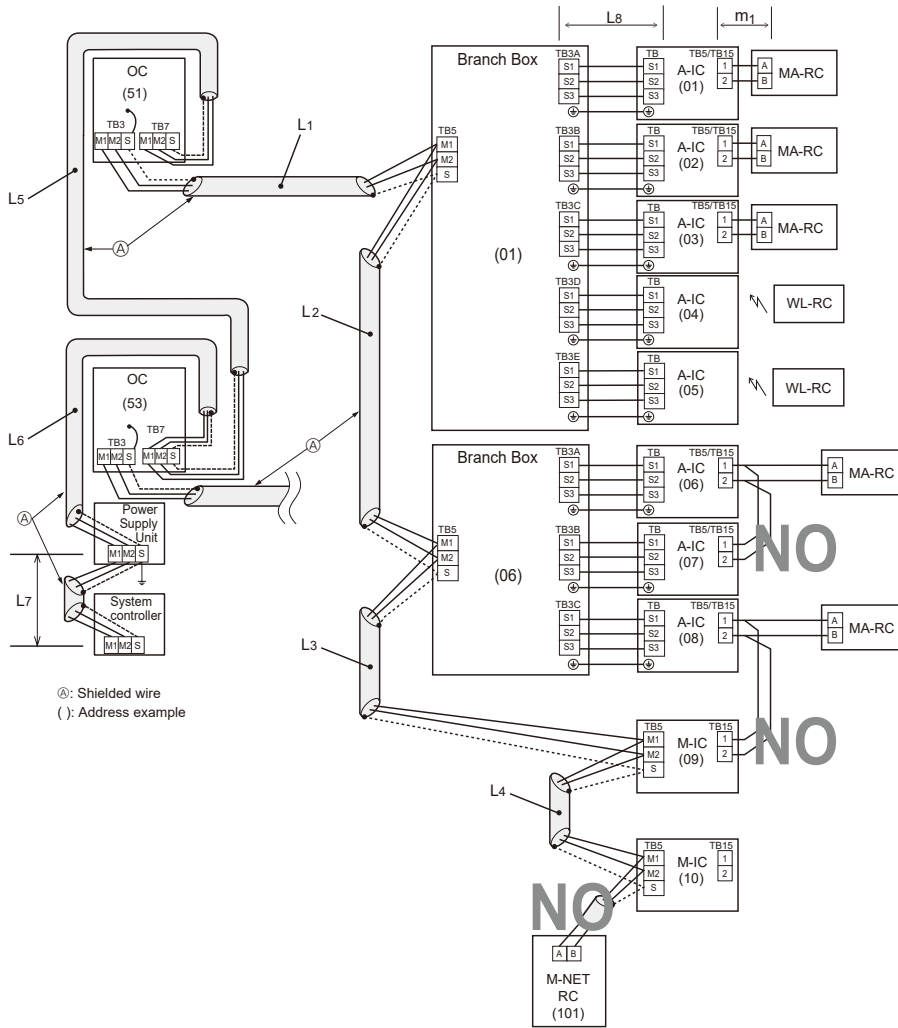 L8
m1
OC
(51)
TB3
TB7
M1 M2 S
M1 M2 S
L5
Ⓐ
L1
TB5
M1
M2
S
L2
Branch Box
(01)
TB3A
S1
S2
S3
TB
S1
S2
S3
A-IC
(01)
TB5/TB15
1
2
A
B
MA-RC
TB3B
S1
S2
S3
TB
S1
S2
S3
A-IC
(02)
TB5/TB15
1
2
A
B
MA-RC
TB3C
S1
S2
S3
TB
S1
S2
S3
A-IC
(03)
TB5/TB15
1
2
A
B
MA-RC
TB3D
S1
S2
S3
TB
S1
S2
S3
A-IC
(04)
WL-RC
TB3E
S1
S2
S3
TB
S1
S2
S3
A-IC
(05)
WL-RC
OC
(53)
TB3
TB7
M1 M2 S
M1 M2 S
L6
Ⓐ
Ⓐ
Power
Supply
Unit
M1 M2 S
L7
System
controller
M1 M2 S
Ⓐ: Shielded wire
( ): Address example
Branch Box
(06)
TB5
M1
M2
S
L3
TB3A
S1
S2
S3
TB
S1
S2
S3
A-IC
(06)
TB5/TB15
1
2
A
B
MA-RC
TB3B
S1
S2
S3
TB
S1
S2
S3
A-IC
(07)
TB5/TB15
1
2
NO
TB3C
S1
S2
S3
TB
S1
S2
S3
A-IC
(08)
TB5/TB15
1
2
A
B
MA-RC
TB5
M1
M2
S
M-IC
(09)
TB15
1
2
NO
L4
TB5
M1
M2
S
M-IC
(10)
TB15
1
2
NO
A B
M-NET
RC
(101)